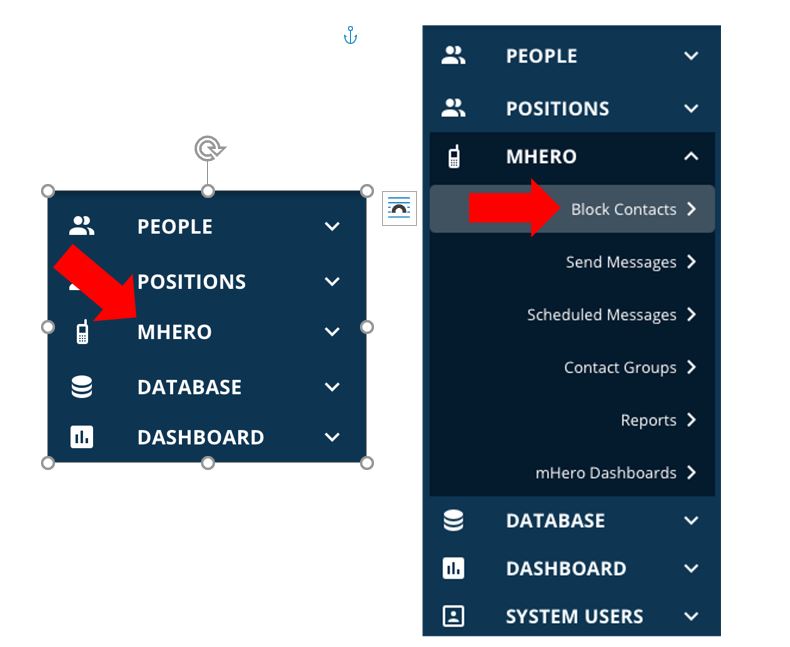 PEOPLE
POSITIONS
MHERO
DATABASE
DASHBOARD
PEOPLE
POSITIONS
MHERO
Block Contacts
Send Messages
Scheduled Messages
Contact Groups
Reports
mHero Dashboards
DATABASE
DASHBOARD
SYSTEM USERS